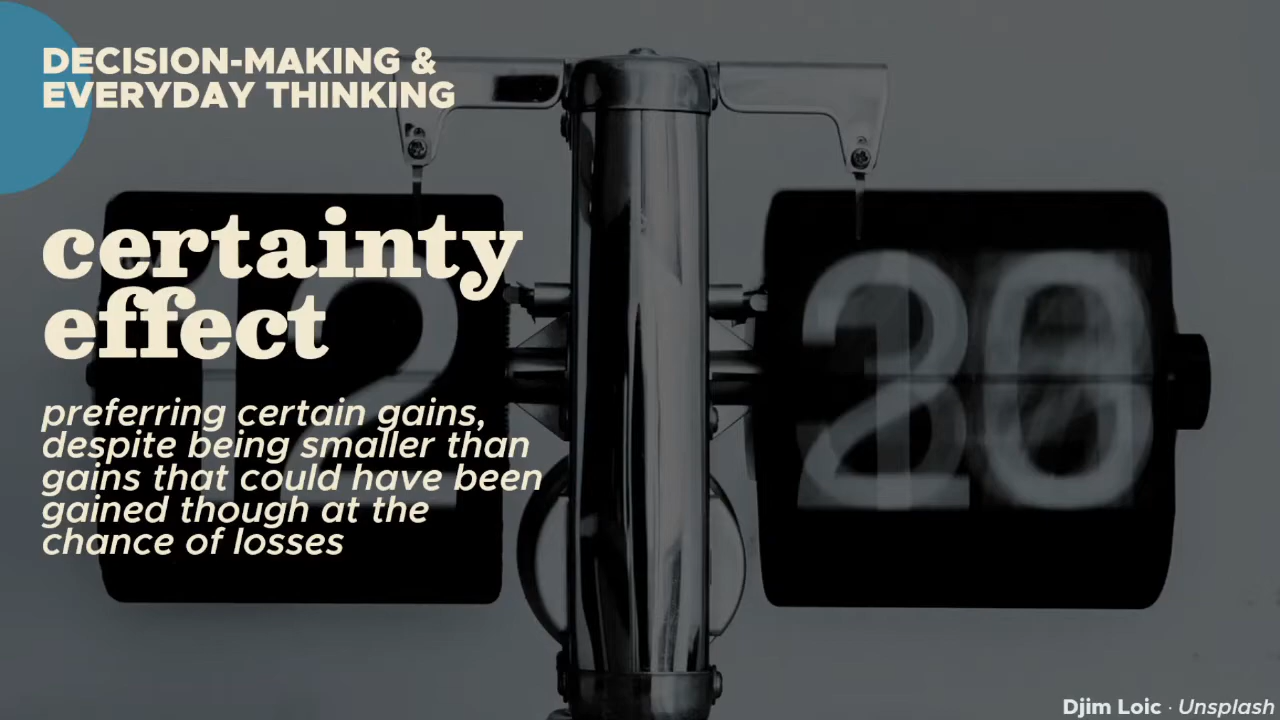 DECISION-MAKING &
EVERYDAY THINKING
certainty
effect
preferring certain gains,
despite being smaller than
gains that could have been
gained though at the
chance of losses
12
Djim Loic · Unsplash